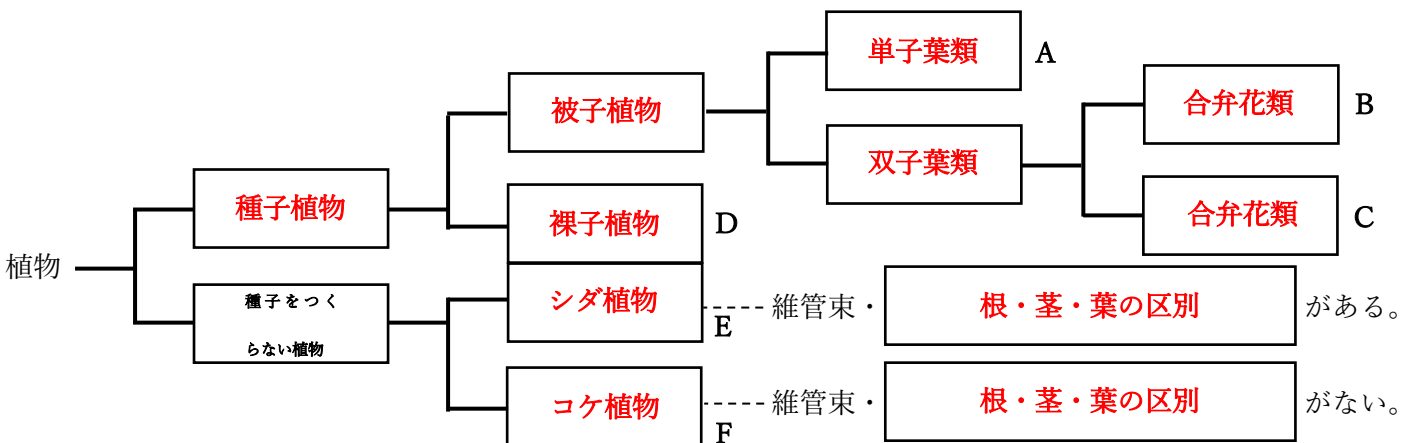 単子葉類 A
合弁花類 B
被子植物
双子葉類
種子植物
合弁花類 C
裸子植物 D
植物
種子をつく
らない植物
シダ植物 E 維管束・ 根・茎・葉の区別 がある。
コケ植物 F 維管束・ 根・茎・葉の区別 がない。